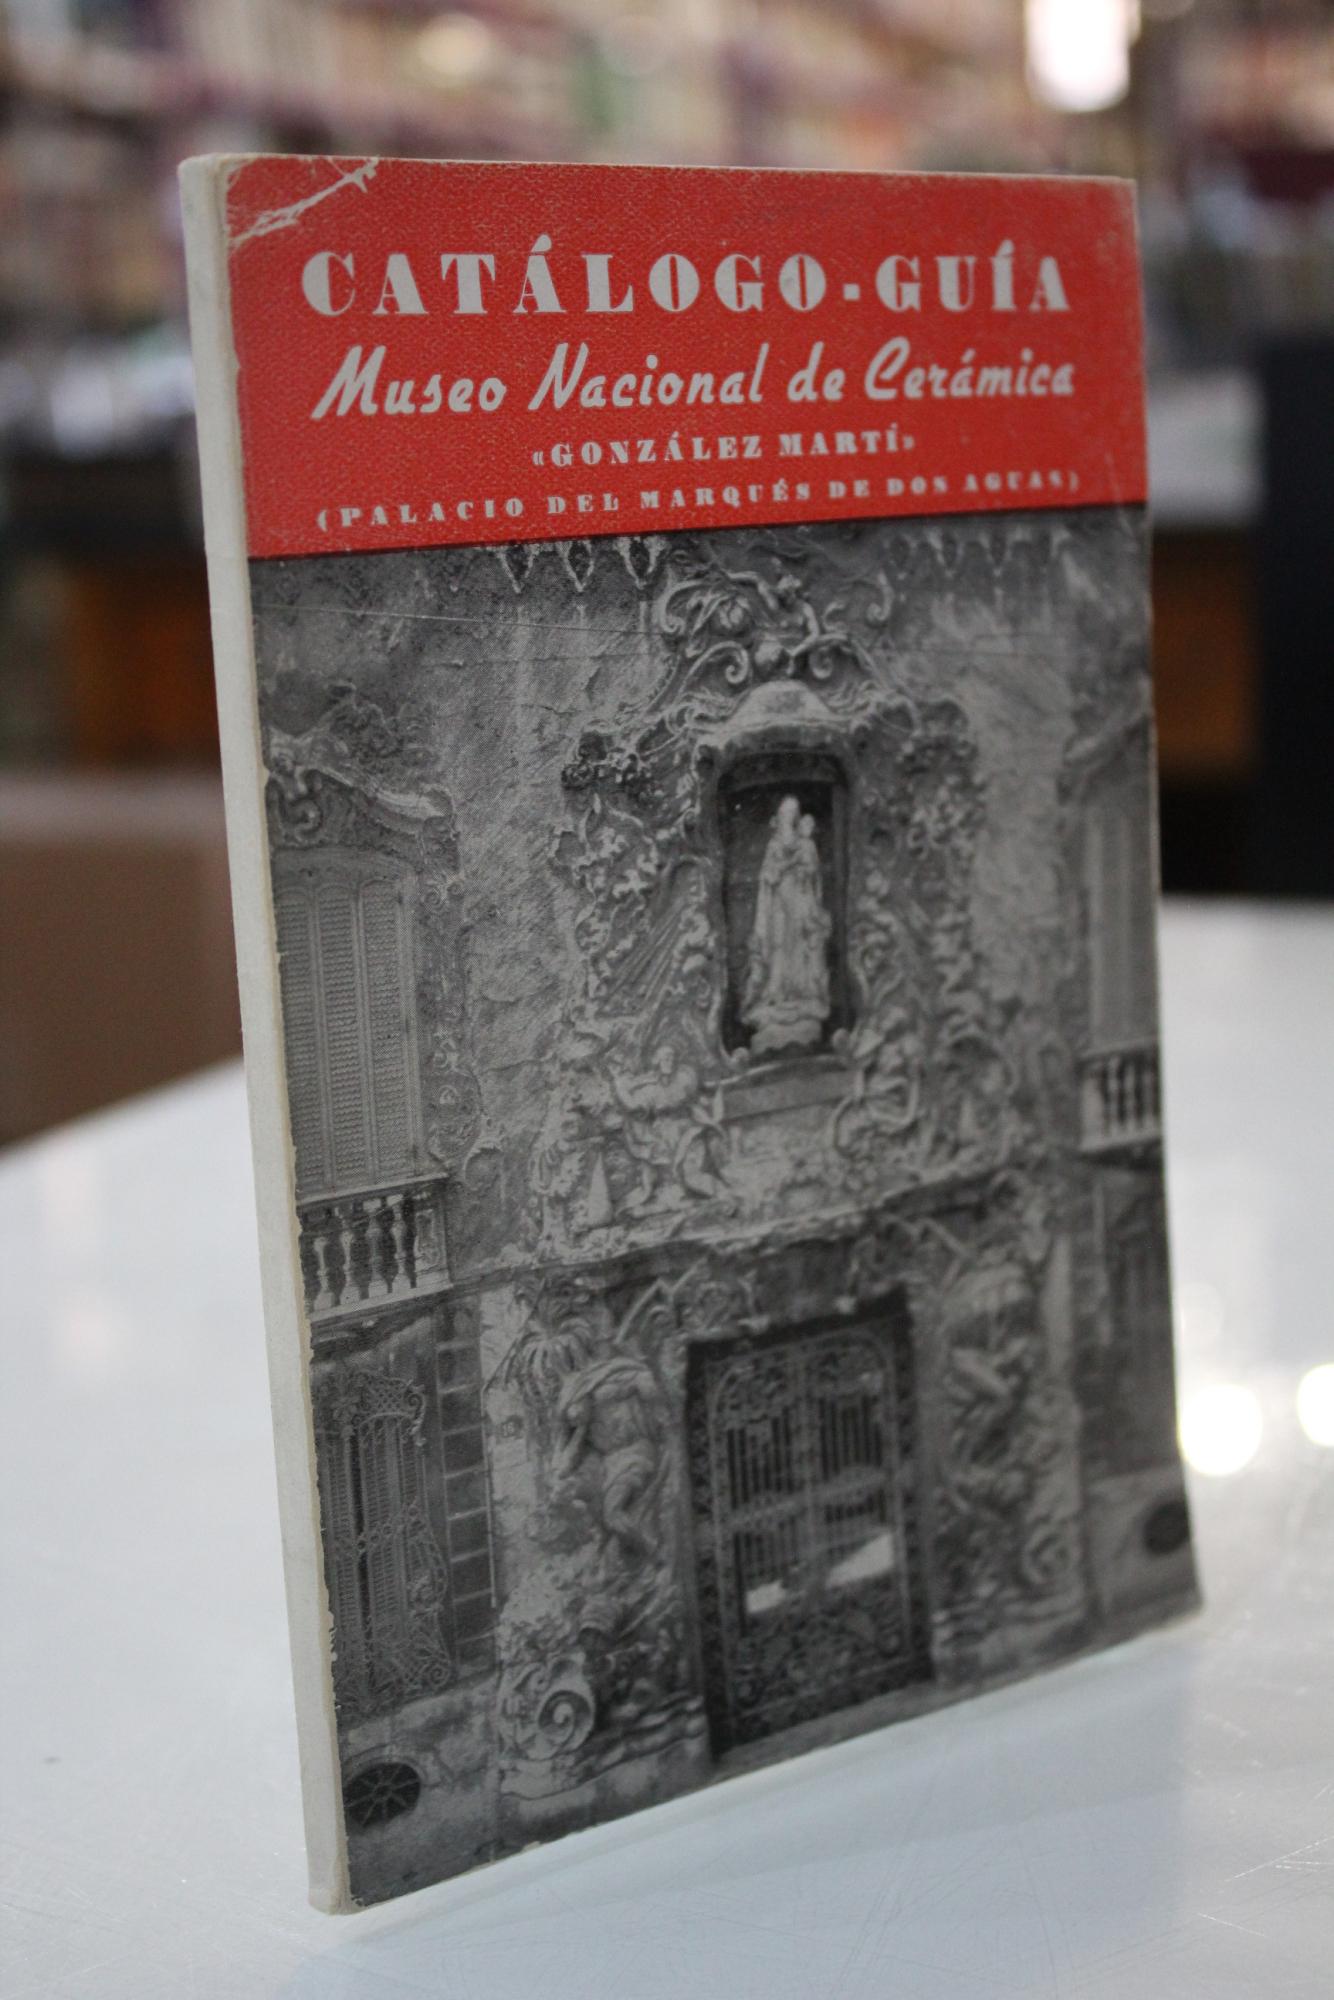 CATÁLOGO-GUÍA
Museo Nacional de Cerámica
«GONZÁLEZ MARTÍ»
(PALACIO DEL MARQUÉS DE DOS AGUAS)